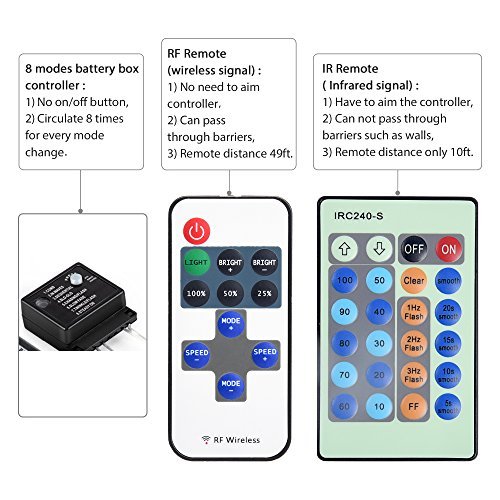 8 modes battery box
controller :
1) No on/off button,
2) Circulate 8 times
for every mode
change.
RF Remote
(wireless signal) :
1) No need to aim
controller,
2) Can pass
through barriers,
3) Remote distance 49ft.
IR Remote
( Infrared signal) :
1) Have to aim the controller,
2) Can not pass through
barriers such as walls,
3) Remote distance only 10ft.
LIGHT BRIGHT + BRIGHT -
100% 50% 25%
MODE +
SPEED - SPEED +
MODE -
RF Wireless
IRC240-S
OFF ON
100 50 Clear 20s smooth
90 40 1Hz Flash
80 30 2Hz Flash 15s smooth
70 20 3Hz Flash 10s smooth
60 10 FF 5s smooth